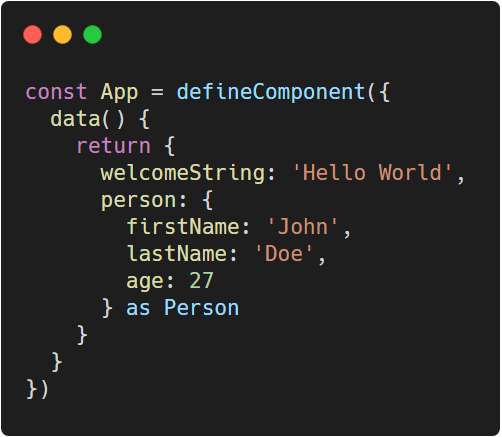 const App = defineComponent({
  data() {
    return {
      welcomeString: 'Hello World',
      person: {
        firstName: 'John',
        lastName: 'Doe',
        age: 27
      } as Person
    }
  }
})